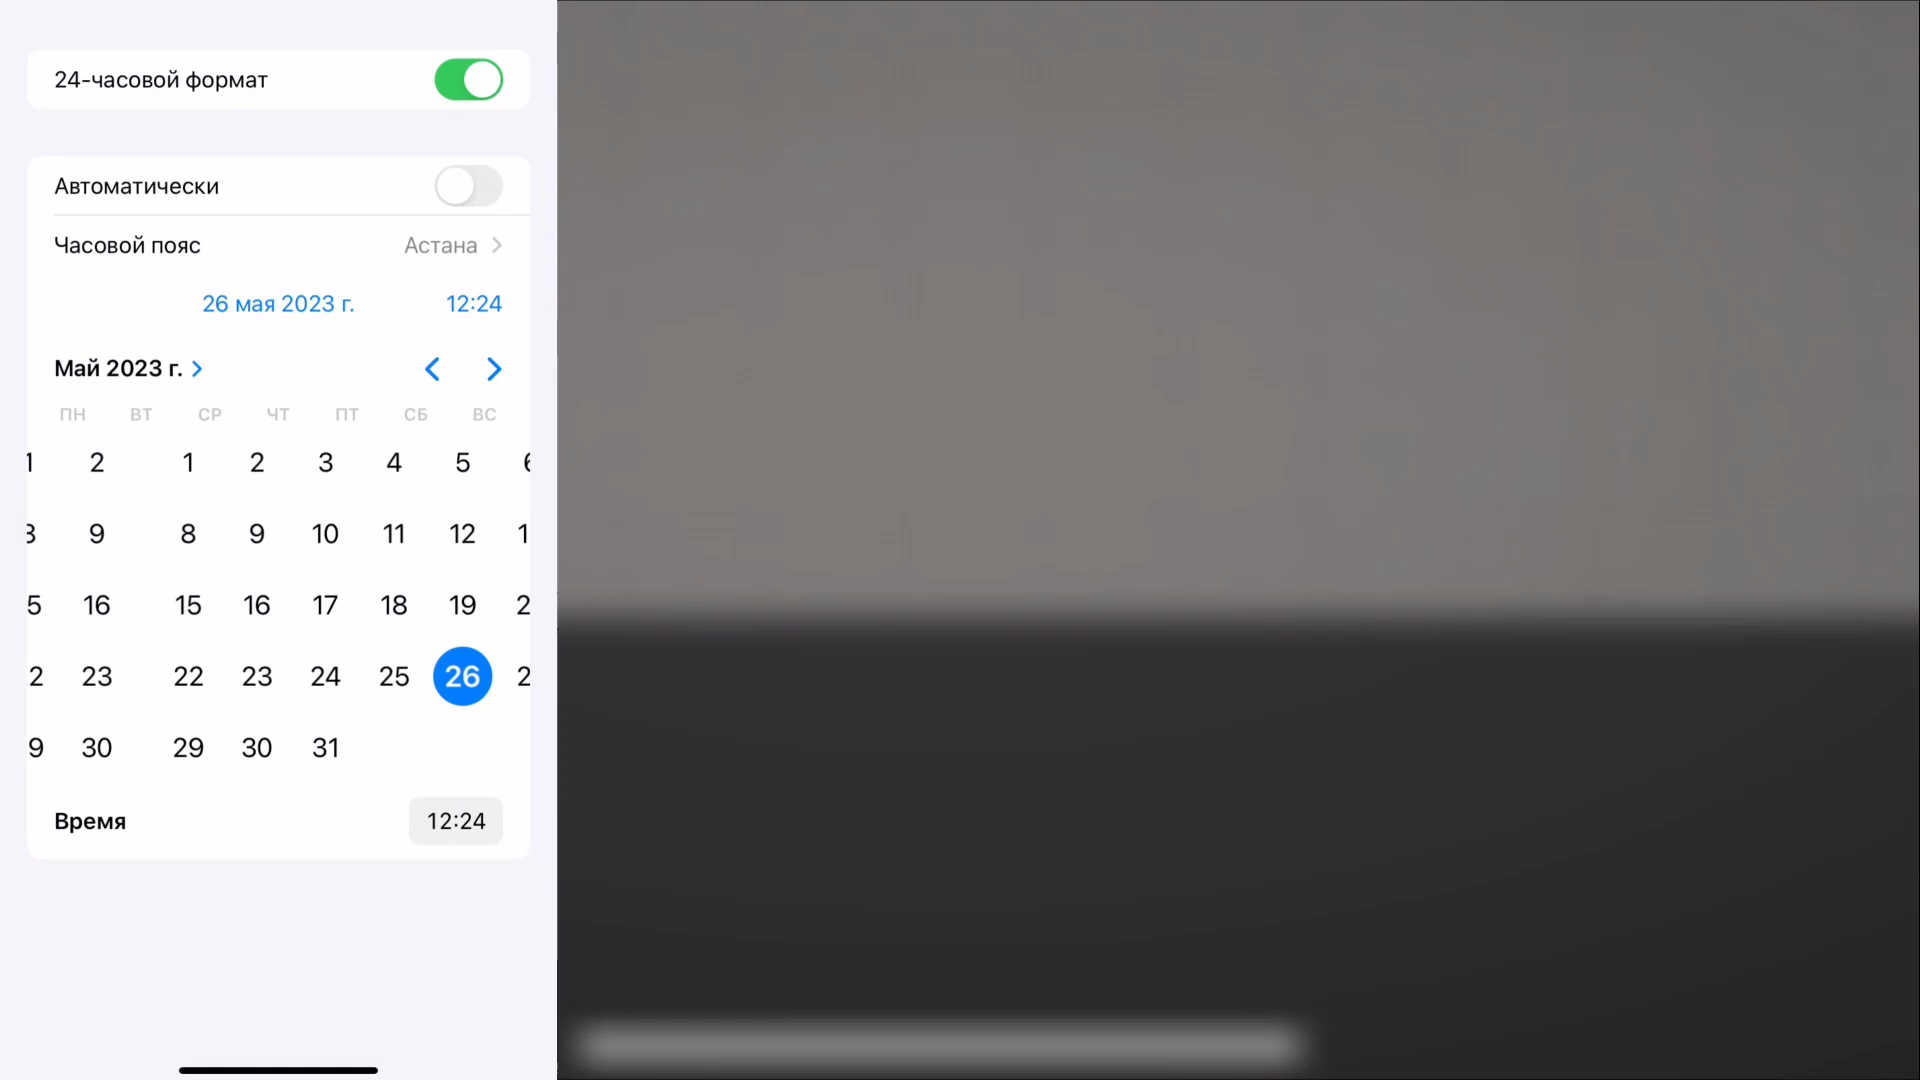 24-часовой формат
Автоматически
Часовой пояс Астана
26 мая 2023 г. 12:24
Май 2023 г.
ПН ВТ СР ЧТ ПТ СБ ВС
2 1 2 3 4 5
9 8 9 10 11 12
16 15 16 17 18 19
23 22 23 24 25 26
30 29 30 31
Время 12:24